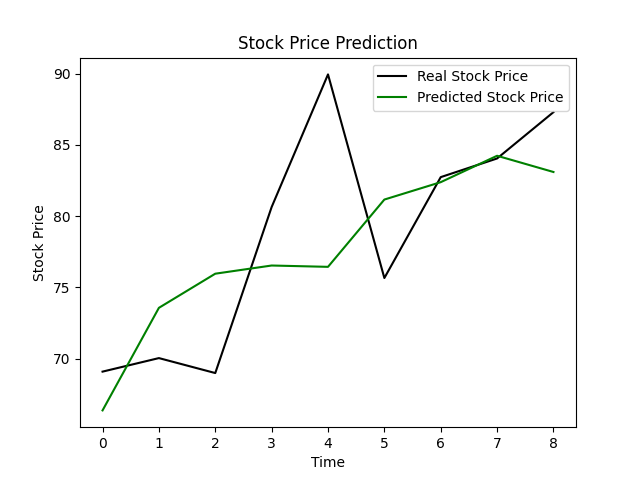 Stock Price Prediction
Real Stock Price
Predicted Stock Price
90
85
80
75
70
Stock Price
0 1 2 3 4 5 6 7 8
Time